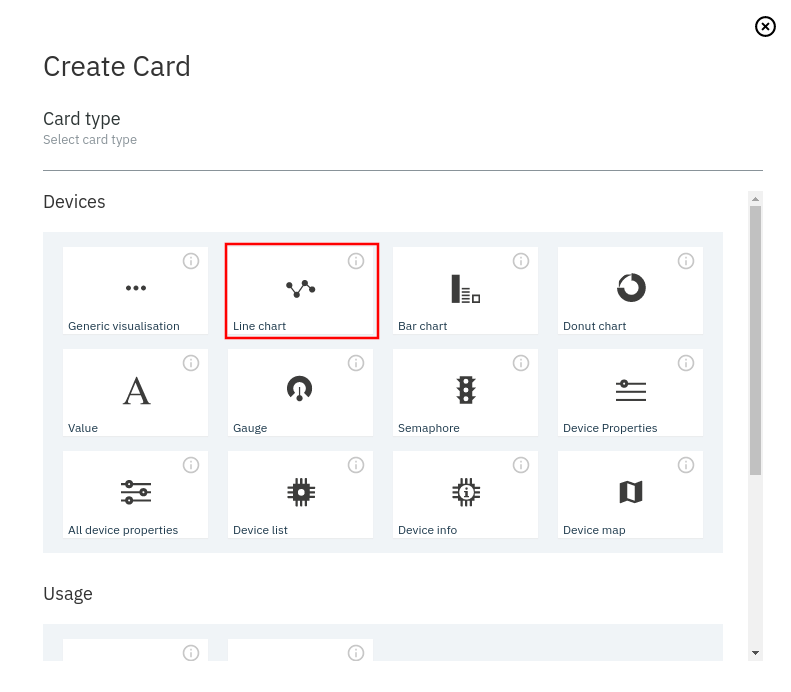 Create Card
Card type
Select card type
Devices
Generic visualisation
Line chart
Bar chart
Donut chart
Value
Gauge
Semaphore
Device Properties
All device properties
Device list
Device info
Device map
Usage